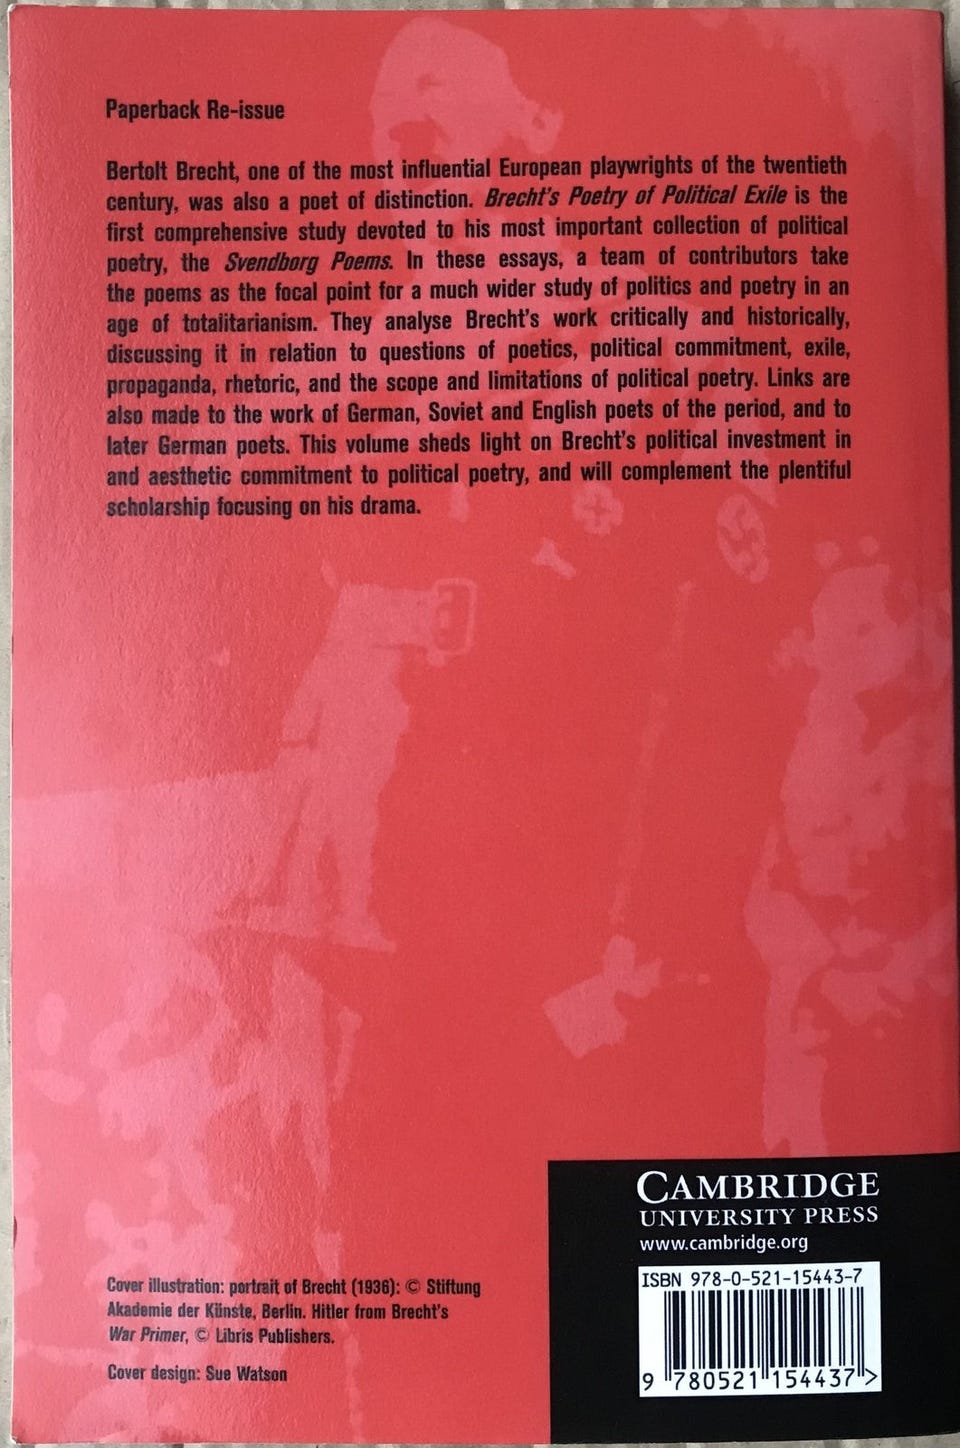 Paperback Re-issue
Bertolt Brecht, one of the most influential European playwrights of the twentieth
century, was also a poet of distinction. Brecht's Poetry of Political Exile is the
first comprehensive study devoted to his most important collection of political
poetry, the Svendborg Poems. In these essays, a team of contributors take
the poems as the focal point for a much wider study of politics and poetry in an
age of totalitarianism. They analyse Brecht's work critically and historically,
discussing it in relation to questions of poetics, political commitment, exile,
propaganda, rhetoric, and the scope and limitations of political poetry. Links are
also made to the work of German, Soviet and English poets of the period, and to
later German poets. This volume sheds light on Brecht's political investment in
and aesthetic commitment to political poetry, and will complement the plentiful
scholarship focusing on his drama.
Cover illustration: portrait of Brecht (1936): © Stiftung
Akademie der Künste, Berlin. Hitler from Brecht's
War Primer, © Libris Publishers.
Cover design: Sue Watson
CAMBRIDGE
UNIVERSITY PRESS
www.cambridge.org
ISBN 978-0-521-15443-7
9 780521 154437 >